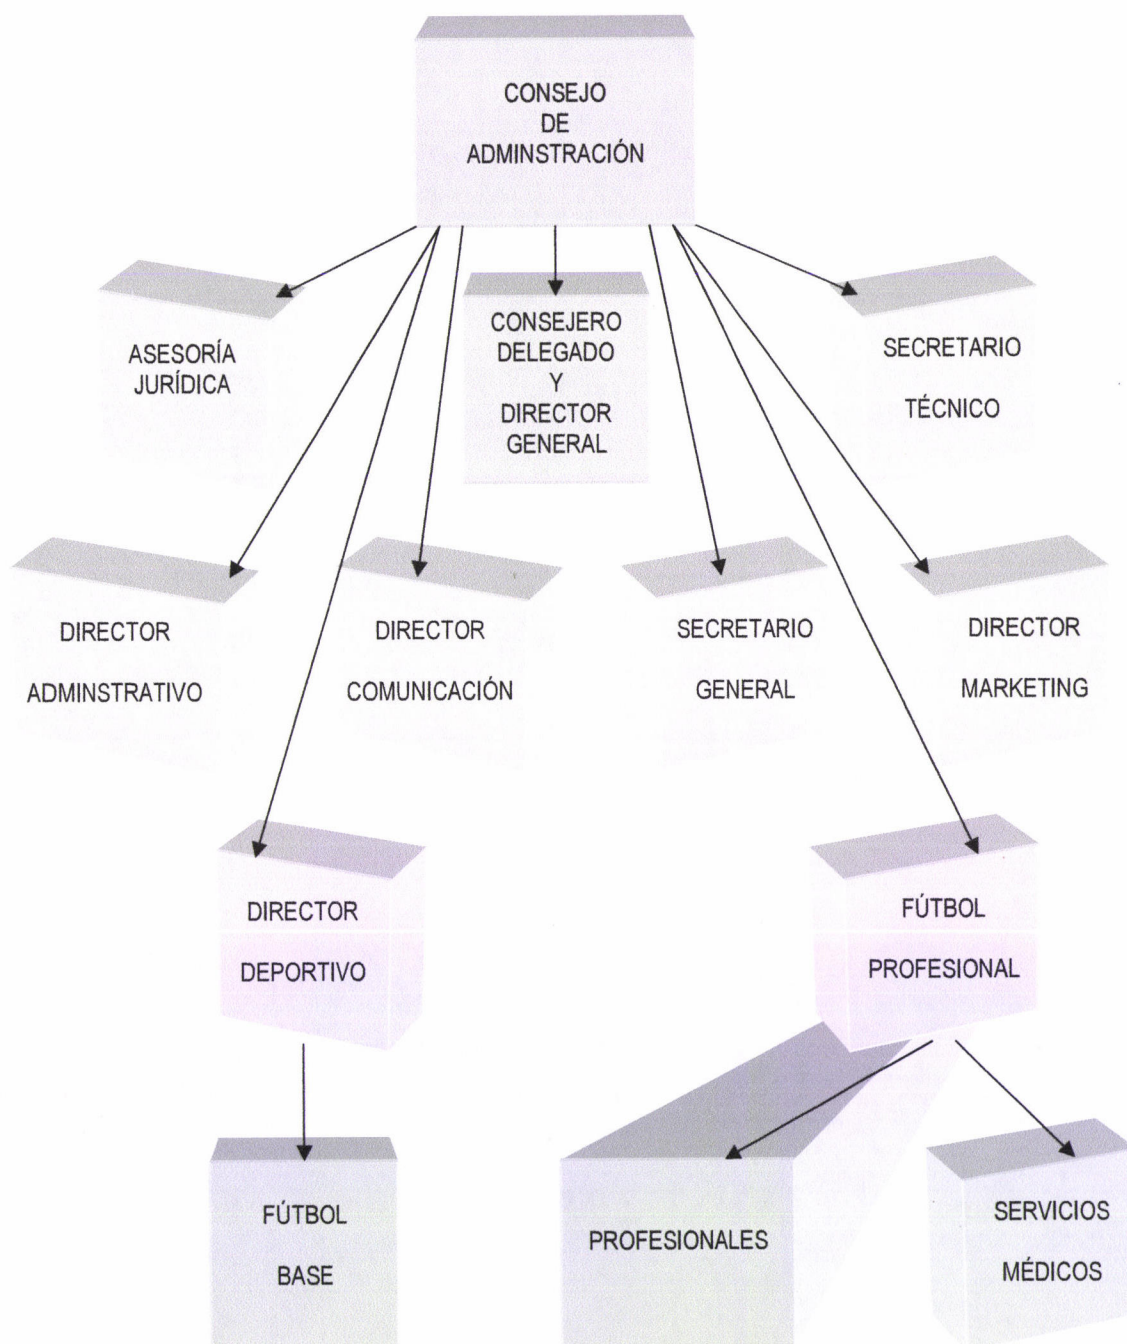 CONSEJO
DE
ADMINSTRACIÓN
ASESORÍA
JURÍDICA
CONSEJERO
DELEGADO
Y
DIRECTOR
GENERAL
SECRETARIO
TÉCNICO
DIRECTOR
ADMINSTRATIVO
DIRECTOR
COMUNICACIÓN
SECRETARIO
GENERAL
DIRECTOR
MARKETING
DIRECTOR
DEPORTIVO
FÚTBOL
PROFESIONAL
FÚTBOL
BASE
PROFESIONALES
SERVICIOS
MÉDICOS